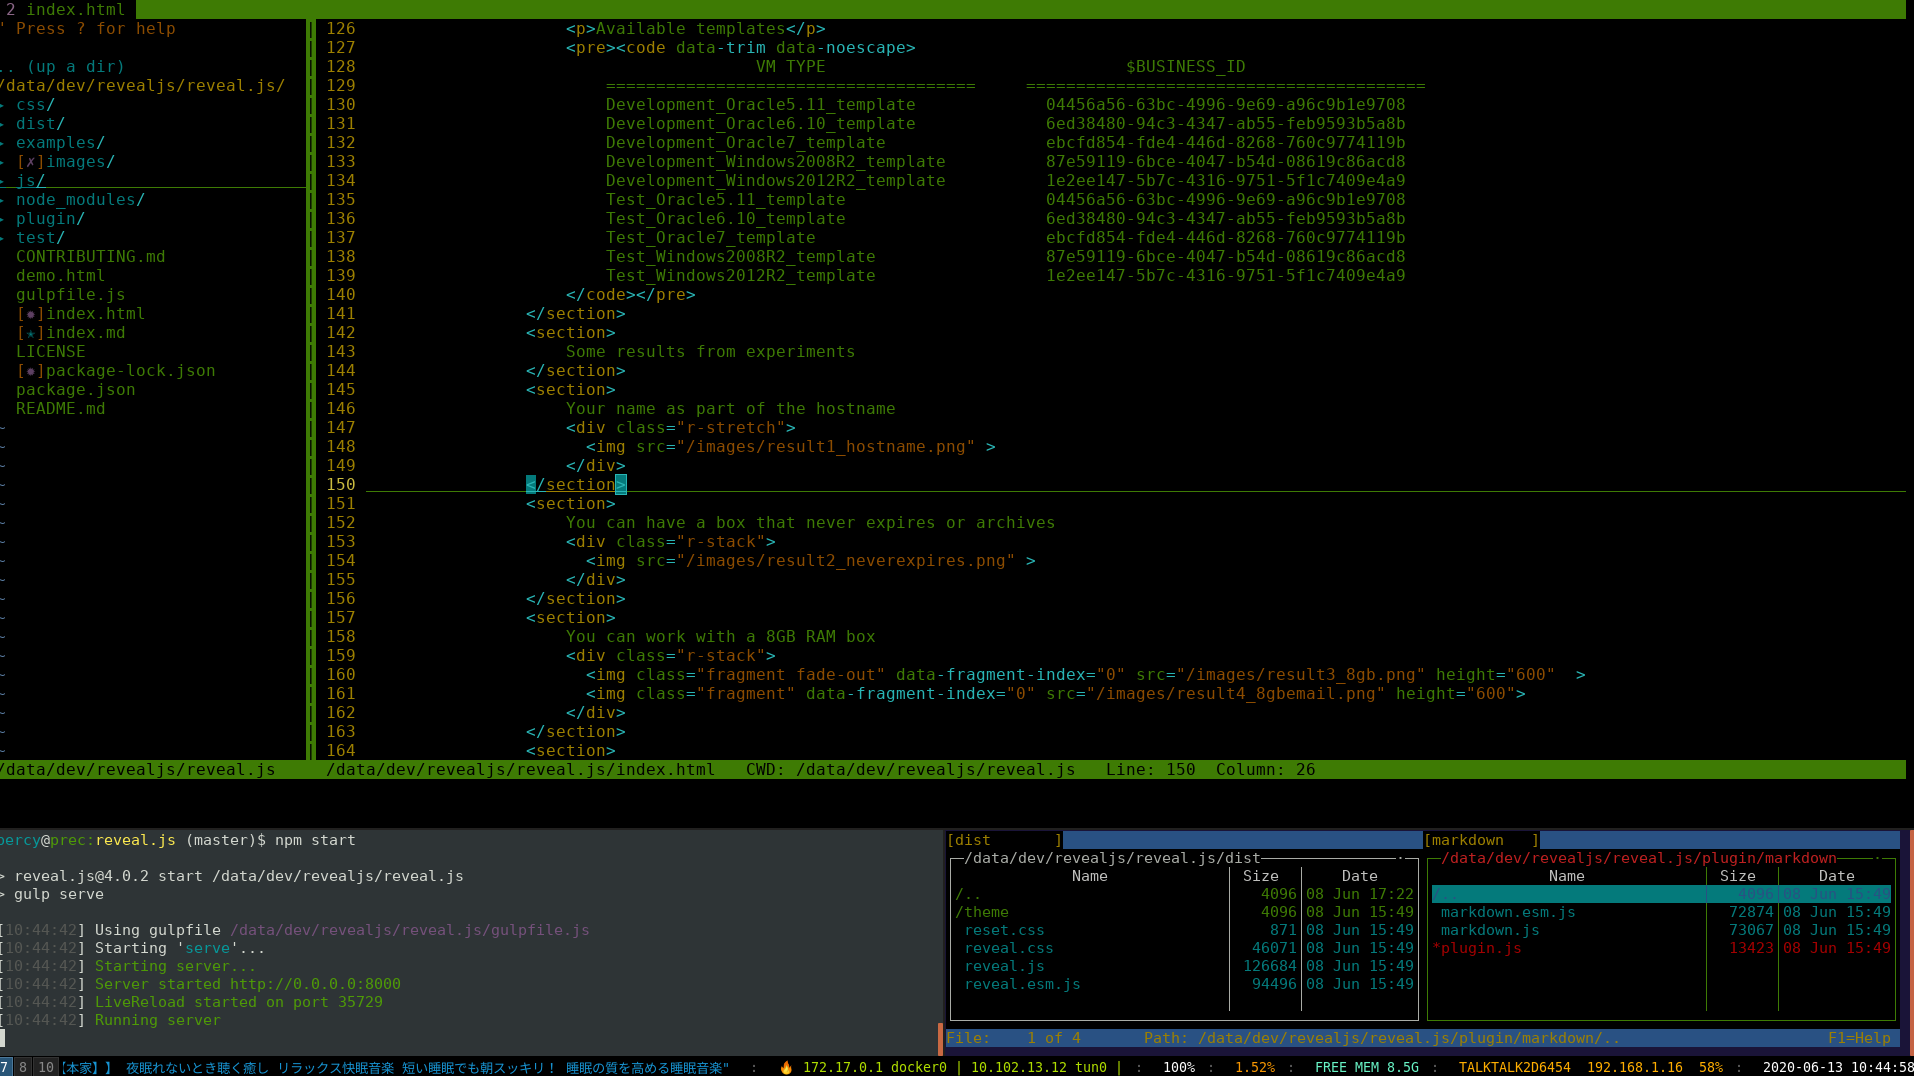 2 index.html
" Press ? for help
.. (up a dir)
/data/dev/revealjs/reveal.js/
▸ css/
▸ dist/
▸ examples/
▸ [✗]images/
▸ js/
▸ node_modules/
▸ plugin/
▸ test/
CONTRIBUTING.md
demo.html
gulpfile.js
[✹]index.html
[★]index.md
LICENSE
[✹]package-lock.json
package.json
README.md
126 <p>Available templates</p>
127 <pre><code data-trim data-noescape>
128 VM TYPE $BUSINESS_ID
129 ===================================== ========================================
130 Development_Oracle5.11_template 04456a56-63bc-4996-9e69-a96c9b1e9708
131 Development_Oracle6.10_template 6ed38480-94c3-4347-ab55-feb9593b5a8b
132 Development_Oracle7_template ebcfd854-fde4-446d-8268-760c9774119b
133 Development_Windows2008R2_template 87e59119-6bce-4047-b54d-08619c86acd8
134 Development_Windows2012R2_template 1e2ee147-5b7c-4316-9751-5f1c7409e4a9
135 Test_Oracle5.11_template 04456a56-63bc-4996-9e69-a96c9b1e9708
136 Test_Oracle6.10_template 6ed38480-94c3-4347-ab55-feb9593b5a8b
137 Test_Oracle7_template ebcfd854-fde4-446d-8268-760c9774119b
138 Test_Windows2008R2_template 87e59119-6bce-4047-b54d-08619c86acd8
139 Test_Windows2012R2_template 1e2ee147-5b7c-4316-9751-5f1c7409e4a9
140 </code></pre>
141 </section>
142 <section>
143 Some results from experiments
144 </section>
145 <section>
146 Your name as part of the hostname
147 <div class="r-stretch">
148 <img src="/images/result1_hostname.png" >
149 </div>
150 </section>
151 <section>
152 You can have a box that never expires or archives
153 <div class="r-stack">
154 <img src="/images/result2_neverexpires.png" >
155 </div>
156 </section>
157 <section>
158 You can work with a 8GB RAM box
159 <div class="r-stack">
160 <img class="fragment fade-out" data-fragment-index="0" src="/images/result3_8gb.png" height="600" >
161 <img class="fragment" data-fragment-index="0" src="/images/result4_8gbemail.png" height="600">
162 </div>
163 </section>
164 <section>
/data/dev/revealjs/reveal.js /data/dev/revealjs/reveal.js/index.html CWD: /data/dev/revealjs/reveal.js Line: 150 Column: 26
percy@prec:reveal.js (master)$ npm start
> reveal.js@4.0.2 start /data/dev/revealjs/reveal.js
> gulp serve
[10:44:42] Using gulpfile /data/dev/revealjs/reveal.js/gulpfile.js
[10:44:42] Starting 'serve'...
[10:44:42] Starting server...
[10:44:42] Server started http://0.0.0.0:8000
[10:44:42] LiveReload started on port 35729
[10:44:42] Running server
[dist ]
/data/dev/revealjs/reveal.js/dist
Name Size Date
/.. 4096 08 Jun 17:22
/theme 4096 08 Jun 15:49
reset.css 871 08 Jun 15:49
reveal.css 46071 08 Jun 15:49
reveal.js 126684 08 Jun 15:49
reveal.esm.js 94496 08 Jun 15:49
[markdown ]
/data/dev/revealjs/reveal.js/plugin/markdown
Name Size Date
/.. 4096 08 Jun 15:49
markdown.esm.js 72874 08 Jun 15:49
markdown.js 73067 08 Jun 15:49
*plugin.js 13423 08 Jun 15:49
File: 1 of 4 Path: /data/dev/revealjs/reveal.js/plugin/markdown/.. F1=Help
7 8 10 【本家】】 夜眠れないとき聴く癒し リラックス快眠音楽 短い睡眠でも朝スッキリ！ 睡眠の質を高める睡眠音楽" : 🔥 172.17.0.1 docker0 | 10.102.13.12 tun0 | : 100% : 1.52% : FREE MEM 8.5G : TALKTALK2D6454 192.168.1.16 58% : 2020-06-13 10:44:58